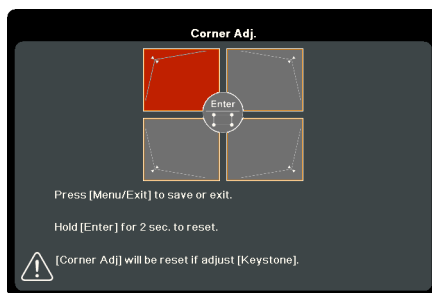 Corner Adj.
Enter
Press [Menu/Exit] to save or exit.
Hold [Enter] for 2 sec. to reset.
[Corner Adj] will be reset if adjust [Keystone].